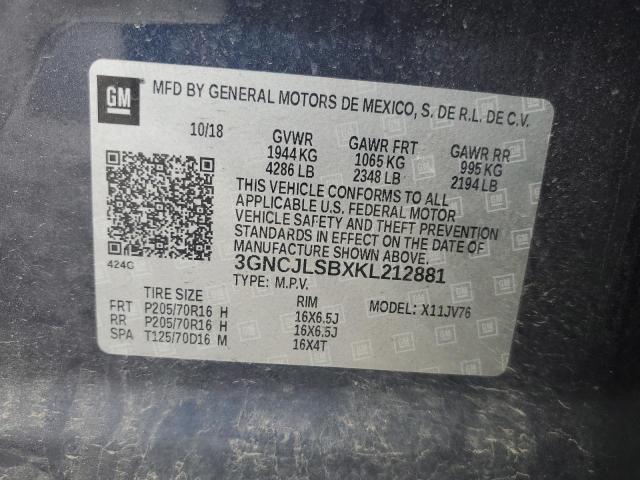 GM
MFD BY GENERAL MOTORS DE MEXICO, S. DE R.L. DE C.V.
10/18 GVWR GAWR FRT GAWR RR
1944 KG 1065 KG 995 KG
4286 LB 2348 LB 2194 LB
THIS VEHICLE CONFORMS TO ALL
APPLICABLE U.S. FEDERAL MOTOR
VEHICLE SAFETY AND THEFT PREVENTION
STANDARDS IN EFFECT ON THE DATE OF
MANUFACTURE SHOWN ABOVE.
424G
3GNCJLSBXKL212881
TYPE: M.P.V.
TIRE SIZE RIM MODEL: X11JV76
FRT P205/70R16 H 16X6.5J
RR P205/70R16 H 16X6.5J
SPA T125/70D16 M 16X4T